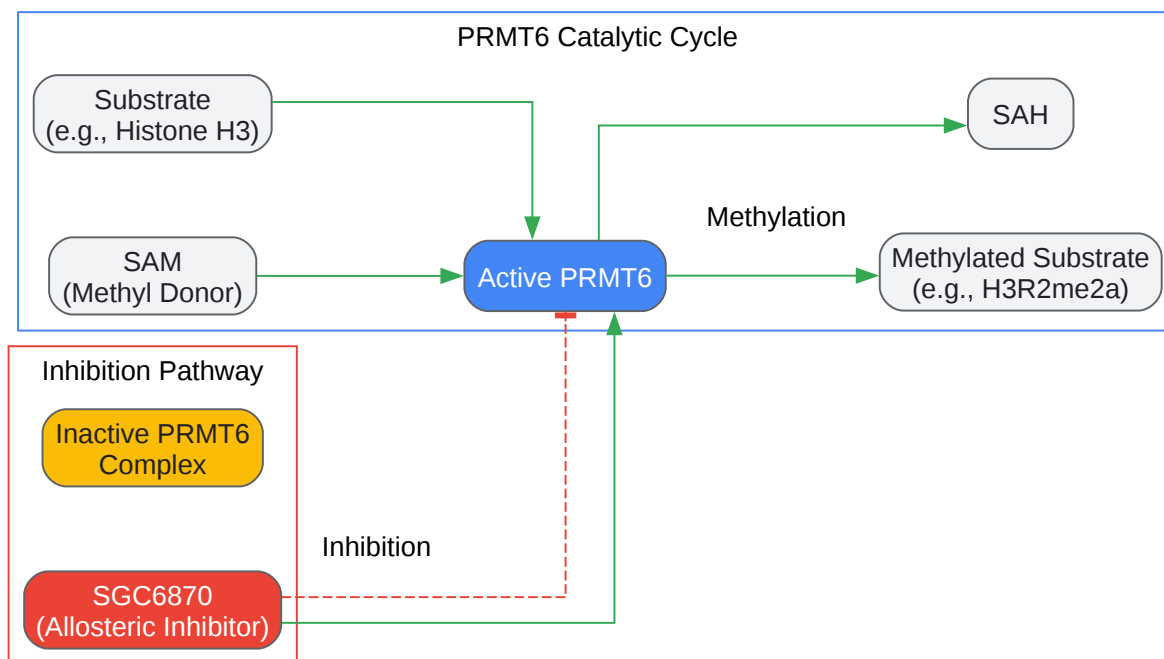 PRMT6 Catalytic Cycle
Substrate
(e.g., Histone H3)
SAH
Methylation
SAM
(Methyl Donor)
Active PRMT6
Methylated Substrate
(e.g., H3R2me2a)
Inhibition Pathway
Inactive PRMT6
Complex
Inhibition
SGC6870
(Allosteric Inhibitor)